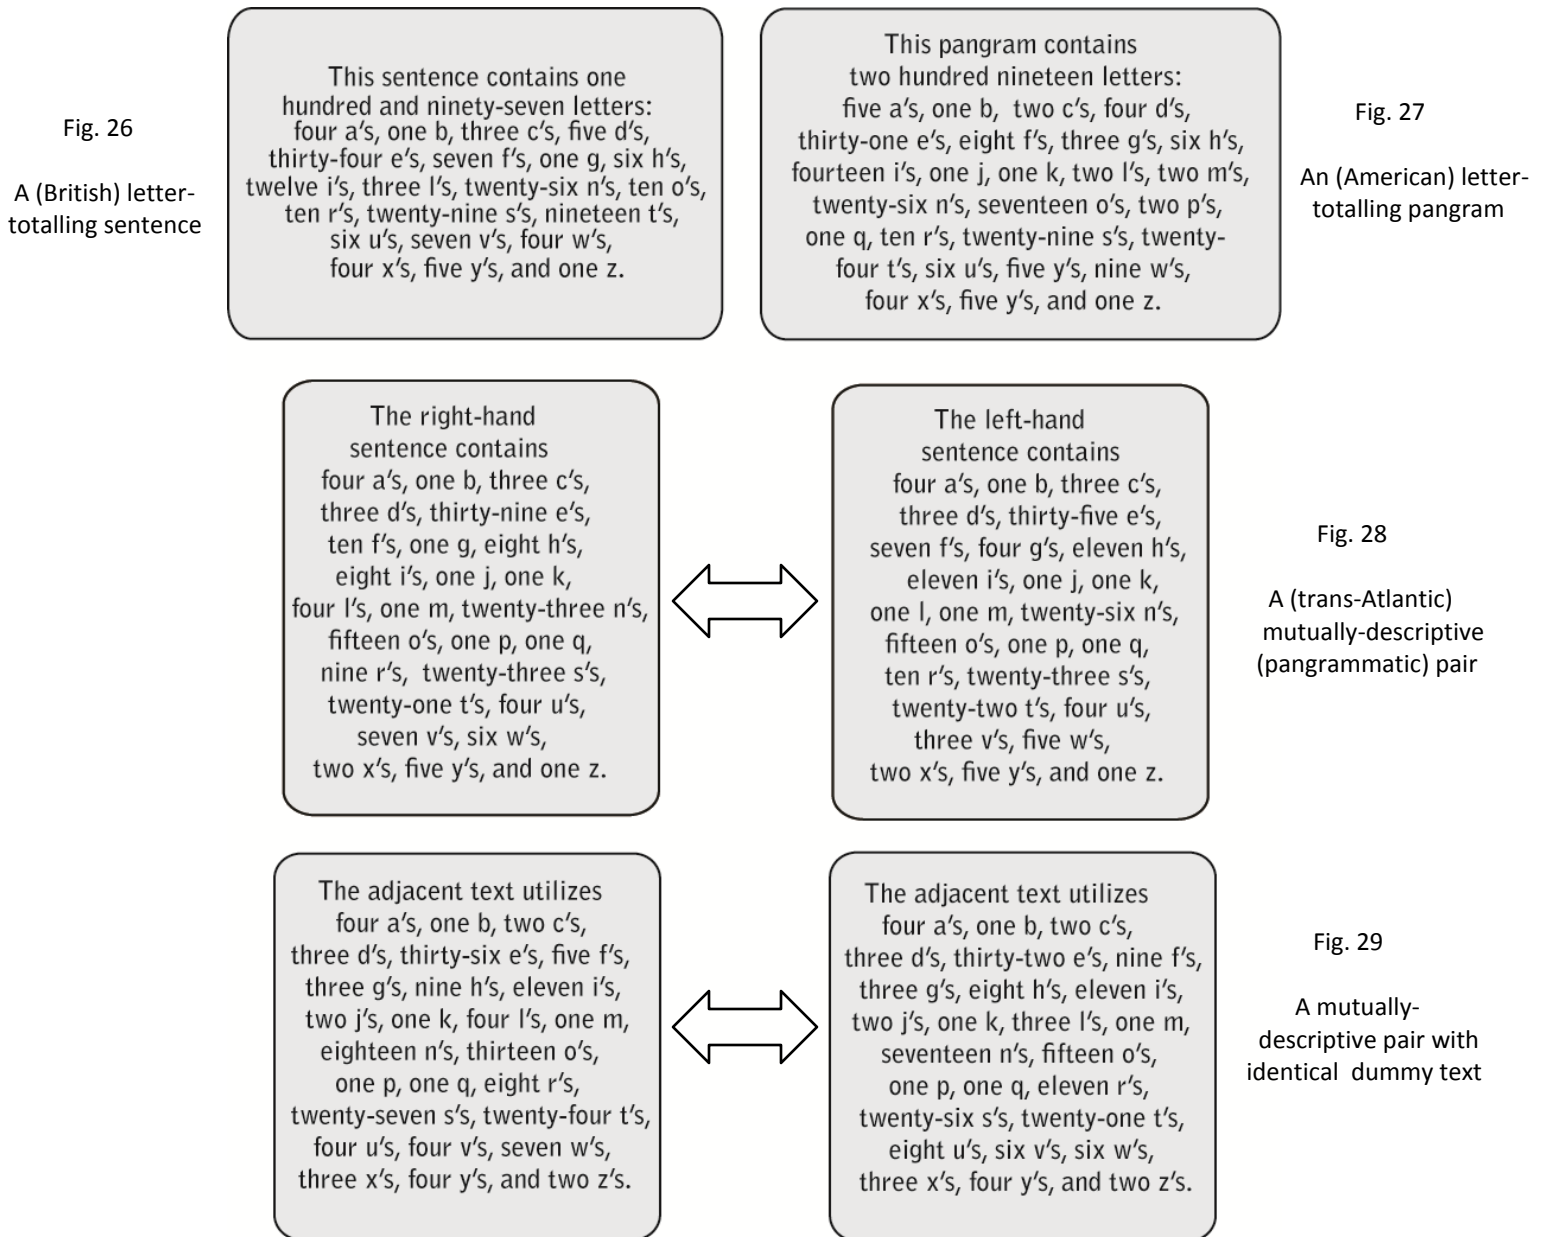 Fig. 26
A (British) letter-
totalling sentence
This sentence contains one
hundred and ninety-seven letters:
four a's, one b, three c's, five d's,
thirty-four e's, seven f's, one g, six h's,
twelve i's, three l's, twenty-six n's, ten o's,
ten r's, twenty-nine s's, nineteen t's,
six u's, seven v's, four w's,
four x's, five y's, and one z.
This pangram contains
two hundred nineteen letters:
five a's, one b, two c's, four d's,
thirty-one e's, eight f's, three g's, six h's,
fourteen i's, one j, one k, two l's, two m's,
twenty-six n's, seventeen o's, two p's,
one q, ten r's, twenty-nine s's, twenty-
four t's, six u's, five y's, nine w's,
four x's, five y's, and one z.
Fig. 27
An (American) letter-
totalling pangram
The right-hand
sentence contains
four a's, one b, three c's,
three d's, thirty-nine e's,
ten f's, one g, eight h's,
eight i's, one j, one k,
four l's, one m, twenty-three n's,
fifteen o's, one p, one q,
nine r's, twenty-three s's,
twenty-one t's, four u's,
seven v's, six w's,
two x's, five y's, and one z.
The left-hand
sentence contains
four a's, one b, three c's,
three d's, thirty-five e's,
seven f's, four g's, eleven h's,
eleven i's, one j, one k,
one l, one m, twenty-six n's,
fifteen o's, one p, one q,
ten r's, twenty-three s's,
twenty-two t's, four u's,
three v's, five w's,
two x's, five y's, and one z.
Fig. 28
A (trans-Atlantic)
mutually-descriptive
(pangrammatic) pair
The adjacent text utilizes
four a's, one b, two c's,
three d's, thirty-six e's, five f's,
three g's, nine h's, eleven i's,
two j's, one k, four l's, one m,
eighteen n's, thirteen o's,
one p, one q, eight r's,
twenty-seven s's, twenty-four t's,
four u's, four v's, seven w's,
three x's, four y's, and two z's.
The adjacent text utilizes
four a's, one b, two c's,
three d's, thirty-two e's, nine f's,
three g's, eight h's, eleven i's,
two j's, one k, three l's, one m,
seventeen n's, fifteen o's,
one p, one q, eleven r's,
twenty-six s's, twenty-one t's,
eight u's, six v's, six w's,
three x's, four y's, and two z's.
Fig. 29
A mutually-
descriptive pair with
identical dummy text